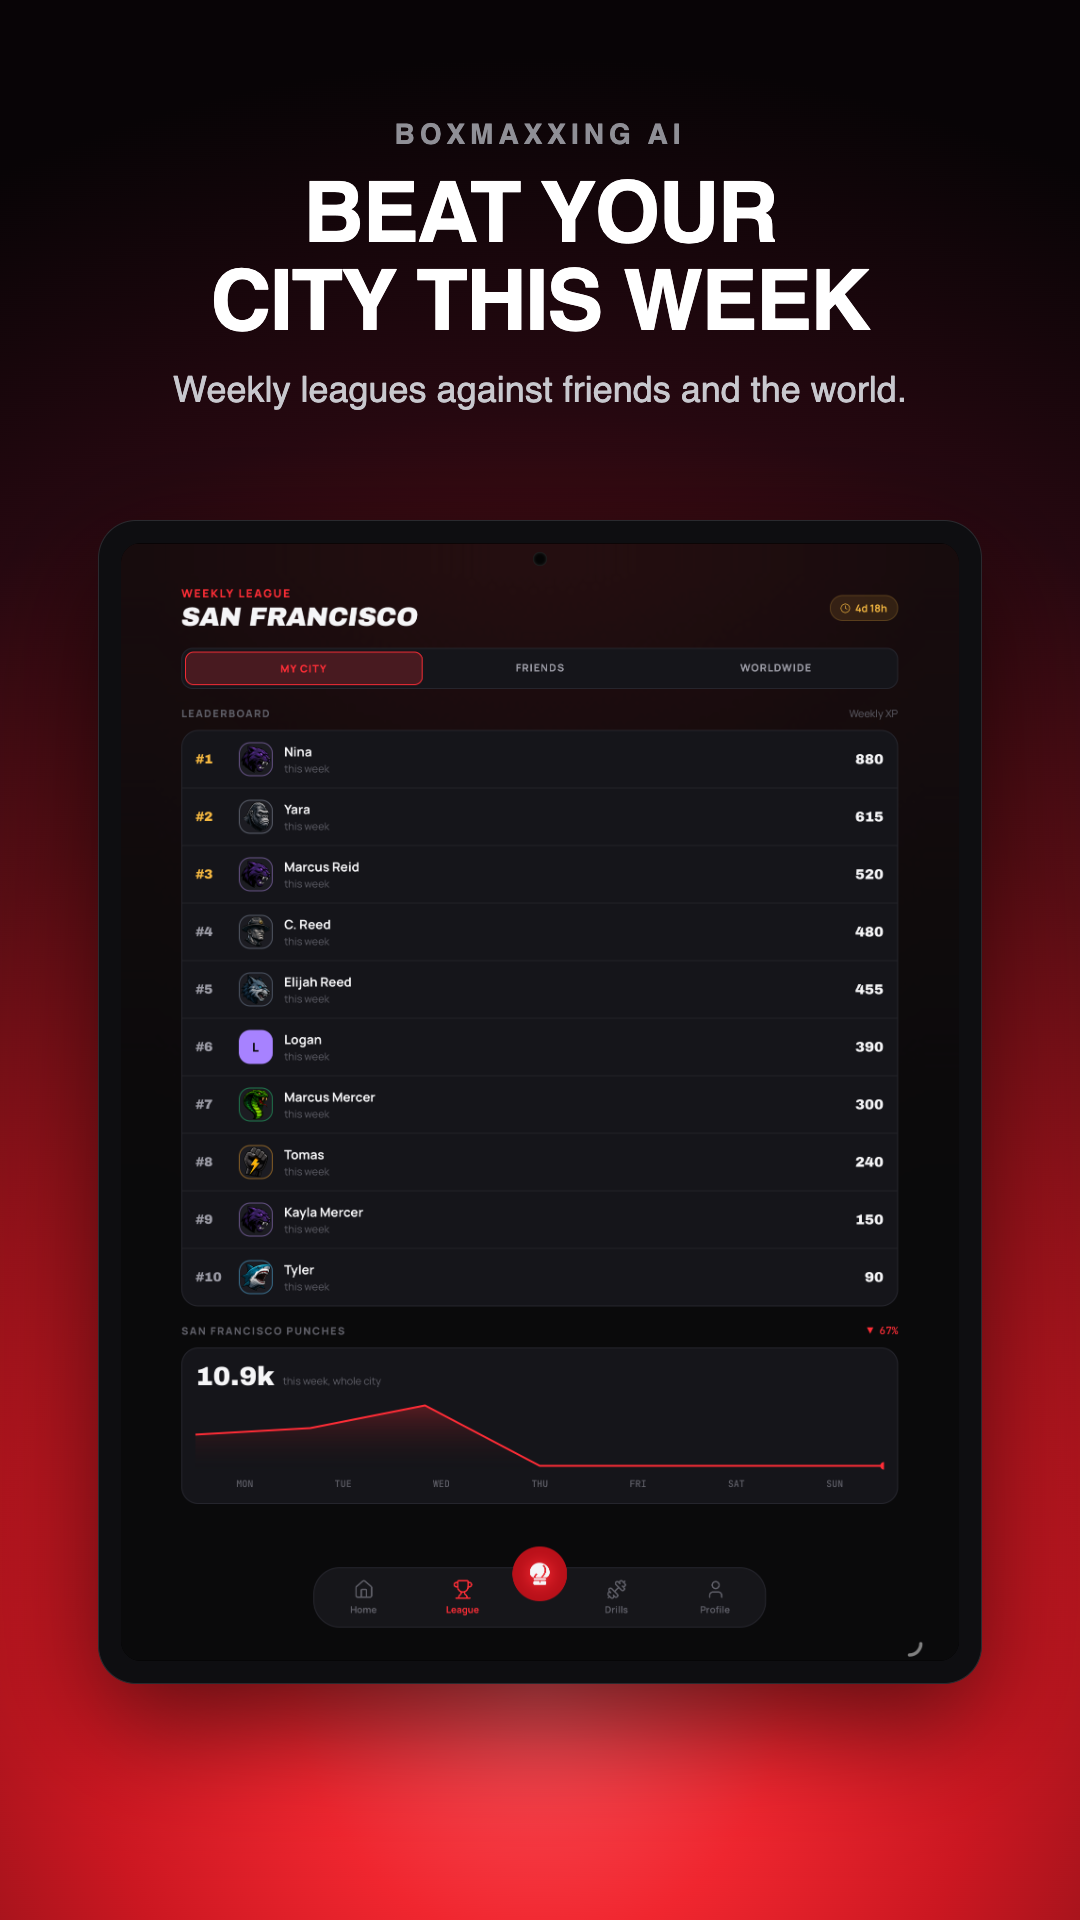 BOXMAXXING AI
BEAT YOUR
CITY THIS WEEK
Weekly leagues against friends and the world.
WEEKLY LEAGUE
SAN FRANCISCO
4d 18h
MY CITY
FRIENDS
WORLDWIDE
LEADERBOARD
Weekly XP
#1
Nina
this week
880
#2
Yara
this week
615
#3
Marcus Reid
this week
520
#4
C. Reed
this week
480
#5
Elijah Reed
this week
455
#6
L
Logan
this week
390
#7
Marcus Mercer
this week
300
#8
Tomas
this week
240
#9
Kayla Mercer
this week
150
#10
Tyler
this week
90
SAN FRANCISCO PUNCHES
▼ 67%
10.9k this week, whole city
MON TUE WED THU FRI SAT SUN
Home
League
Drills
Profile